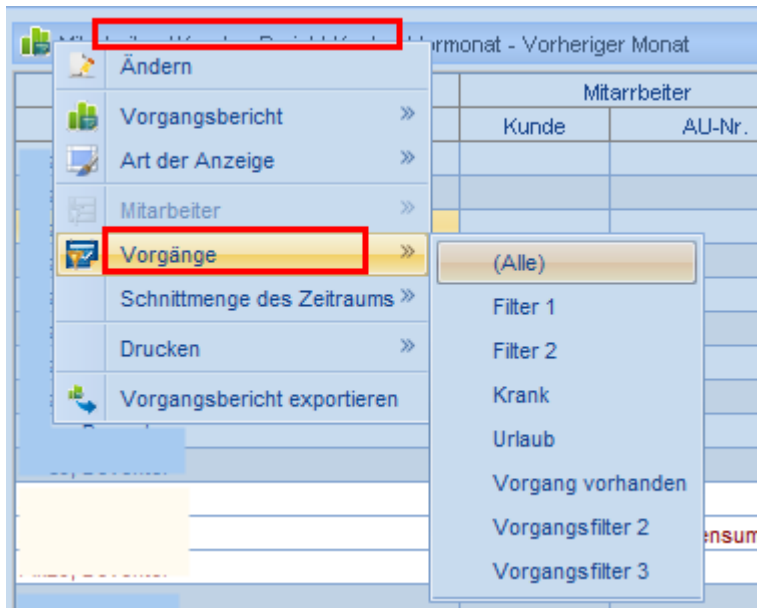 ormonat - Vorheriger Monat
Mitarrbeiter
Kunde AU-Nr.
Ändern
Vorgangsbericht
Art der Anzeige
Mitarbeiter
Vorgänge
Schnittmenge des Zeitraums
Drucken
Vorgangsbericht exportieren
(Alle)
Filter 1
Filter 2
Krank
Urlaub
Vorgang vorhanden
Vorgangsfilter 2
Vorgangsfilter 3
ensum